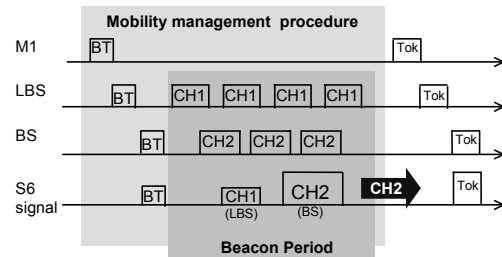 Mobility management procedure
M1 BT Tok
LBS BT CH1 CH1 CH1 CH1 Tok
BS BT CH2 CH2 CH2 Tok
S6 signal BT CH1 CH2 CH2 Tok
(LBS) (BS)
Beacon Period